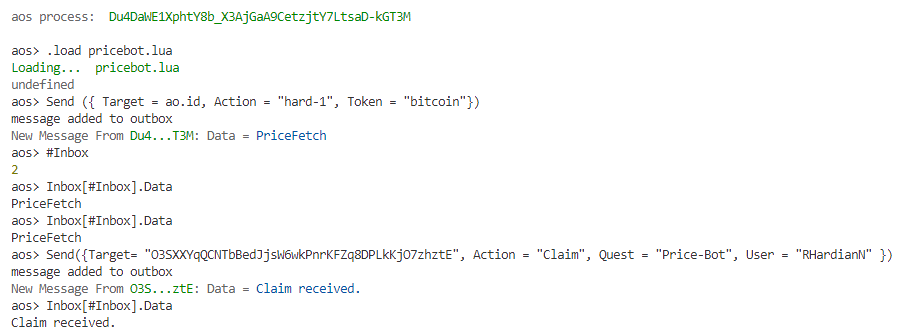 aos process:  Du4DaWE1XphtY8b_X3AjGaA9CetzjtY7LtsaD-kGT3M
aos> .load pricebot.lua
Loading...  pricebot.lua
undefined
aos> Send ({ Target = ao.id, Action = "hard-1", Token = "bitcoin"})
message added to outbox
New Message From Du4...T3M: Data = PriceFetch
aos> #Inbox
2
aos> Inbox[#Inbox].Data
PriceFetch
aos> Inbox[#Inbox].Data
PriceFetch
aos> Send({Target= "O3SXXYqQCNTbBedJjsW6wkPnrKFZq8DPLkKjO7zhztE", Action = "Claim", Quest = "Price-Bot", User = "RHardianN" })
message added to outbox
New Message From O3S...ztE: Data = Claim received.
aos> Inbox[#Inbox].Data
Claim received.